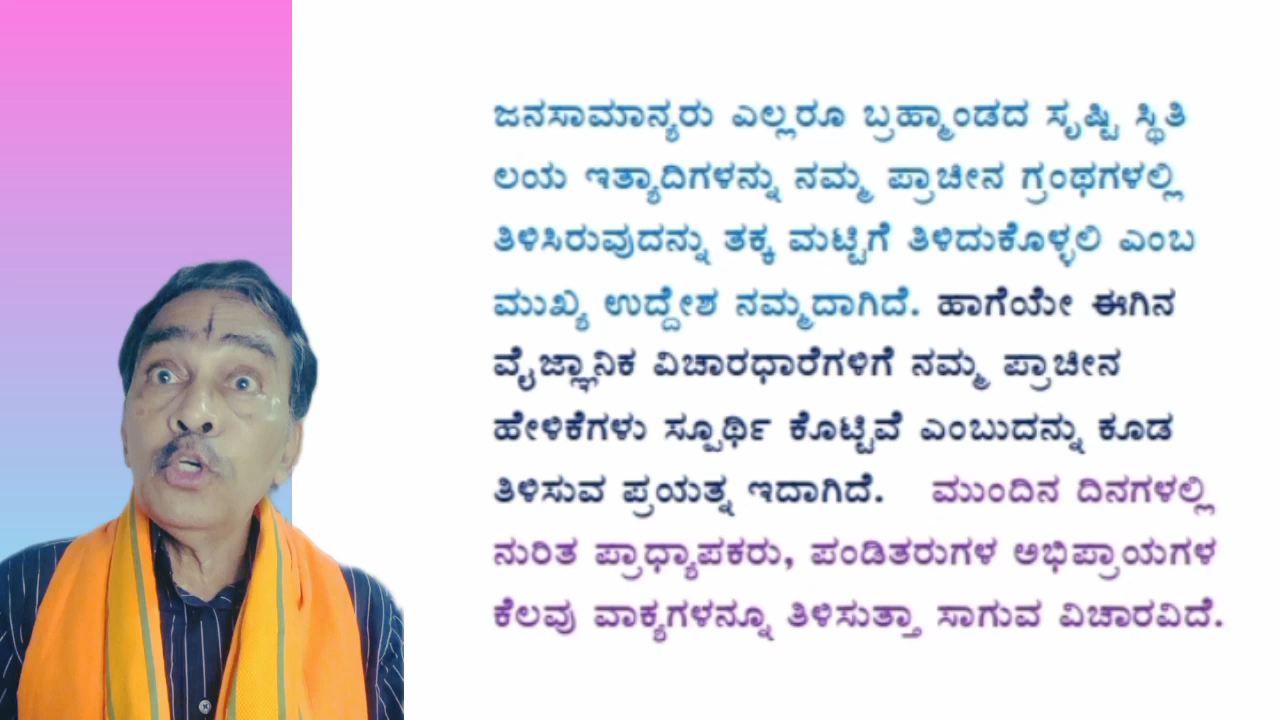 ಜನಸಾಮಾನ್ಯರು ಎಲ್ಲರೂ ಬ್ರಹ್ಮಾಂಡದ ಸೃಷ್ಟಿ ಸ್ಥಿತಿ
ಲಯ ಇತ್ಯಾದಿಗಳನ್ನು ನಮ್ಮ ಪ್ರಾಚೀನ ಗ್ರಂಥಗಳಲ್ಲಿ
ತಿಳಿಸಿರುವುದನ್ನು ತಕ್ಕ ಮಟ್ಟಿಗೆ ತಿಳಿದುಕೊಳ್ಳಲಿ ಎಂಬ
ಮುಖ್ಯ ಉದ್ದೇಶ ನಮ್ಮದಾಗಿದೆ. ಹಾಗೆಯೇ ಈಗಿನ
ವೈಜ್ಞಾನಿಕ ವಿಚಾರಧಾರೆಗಳಿಗೆ ನಮ್ಮ ಪ್ರಾಚೀನ
ಹೇಳಿಕೆಗಳು ಸ್ಪೂರ್ಥಿ ಕೊಟ್ಟಿವೆ ಎಂಬುದನ್ನು ಕೂಡ
ತಿಳಿಸುವ ಪ್ರಯತ್ನ ಇದಾಗಿದೆ. ಮುಂದಿನ ದಿನಗಳಲ್ಲಿ
ನುರಿತ ಪ್ರಾಧ್ಯಾಪಕರು, ಪಂಡಿತರುಗಳ ಅಭಿಪ್ರಾಯಗಳ
ಕೆಲವು ವಾಕ್ಯಗಳನ್ನೂ ತಿಳಿಸುತ್ತಾ ಸಾಗುವ ವಿಚಾರವಿದೆ.